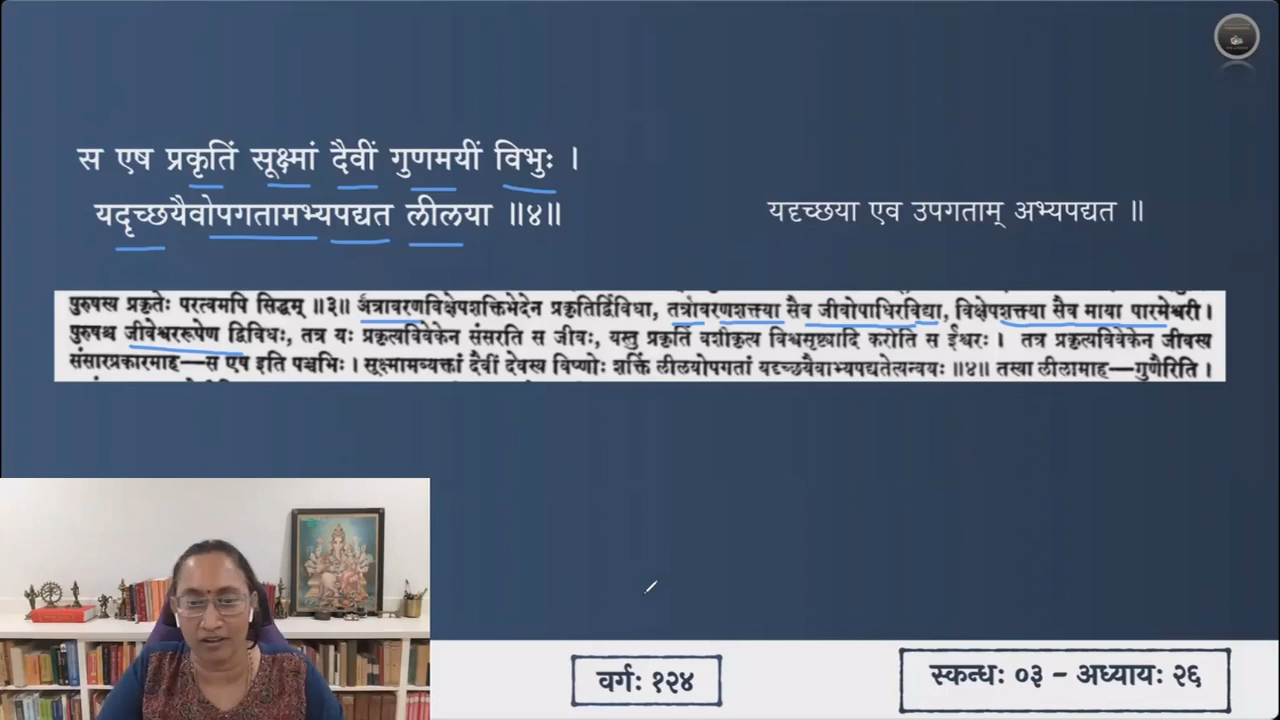 स एष प्रकृतिं सूक्ष्मां दैवीं गुणमयीं विभुः ।
यदृच्छयैवोपगतामभ्यपद्यत लीलया ॥४॥
यदृच्छया एव उपगताम् अभ्यपद्यत ॥
पुरुषस्य प्रकृतेः परत्वमपि सिद्धम् ॥३॥ अत्रावरणविक्षेपशक्तिभेदेन प्रकृतिर्द्विविधा, तत्रावरणशक्त्या सैव जीवोपाधिरविद्या, विक्षेपशक्त्या सैव माया पारमेश्वरी ।
पुरुषश्च जीवेश्वररूपेण द्विविधः, तत्र यः प्रकृत्यविवेकेन संसरति स जीवः, यस्तु प्रकृतिं वशीकृत्य विश्वसृष्ट्यादि करोति स ईश्वरः । तत्र प्रकृत्यविवेकेन जीवस्य
संसारप्रकारमाह—स एष इति पञ्चभिः । सूक्ष्मामव्यक्तां दैवीं देवस्य विष्णोः शक्तिं लीलयोपगतां यदृच्छयैवाभ्यपद्यतेत्यन्वयः ॥४॥ तस्या लीलामाह—गुणैरिति ।
वर्गः १२४
स्कन्धः ०३ - अध्यायः २६